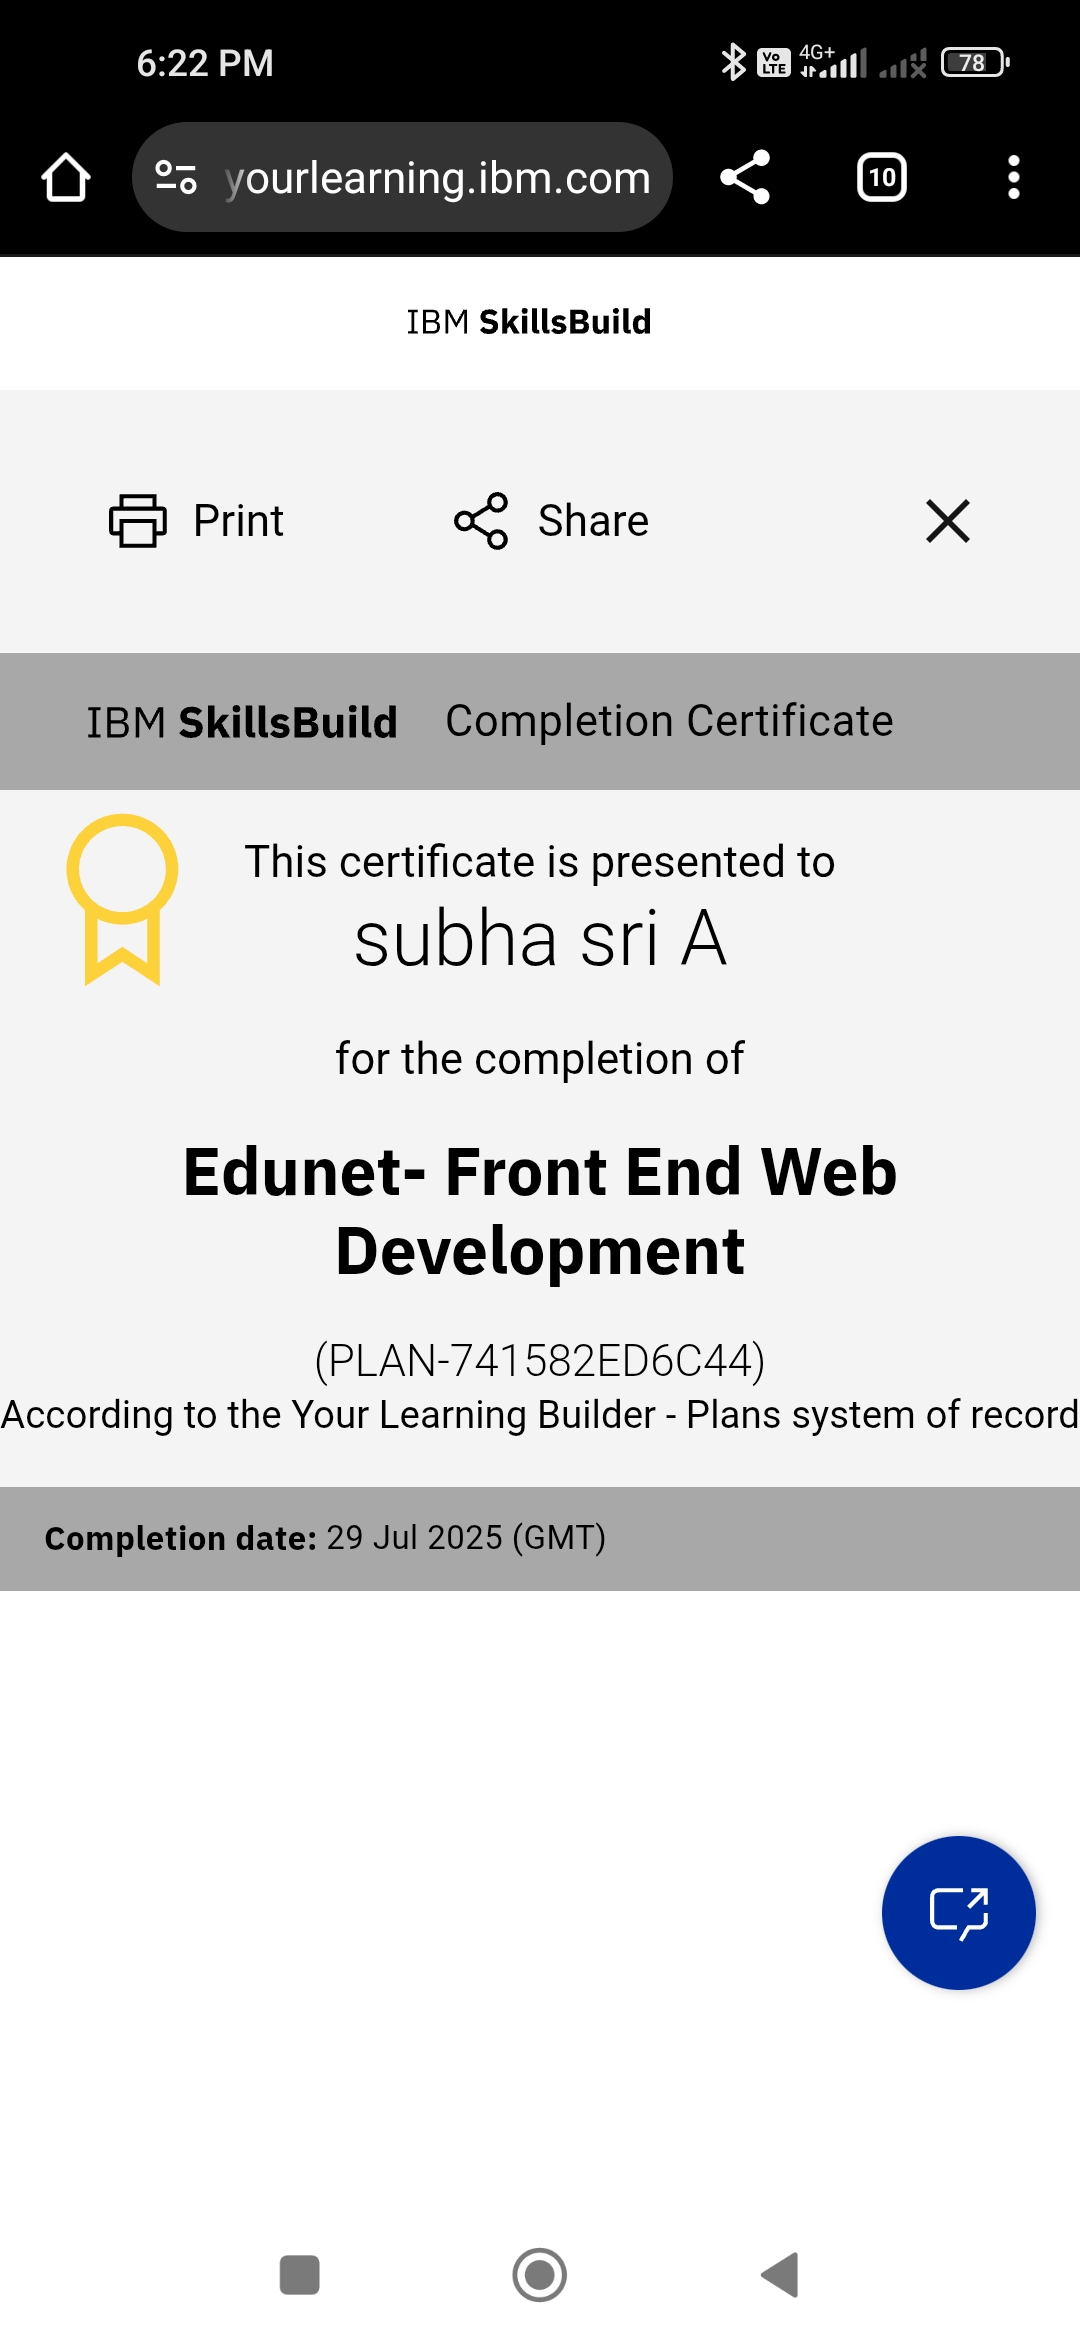 6:22 PM
Vo LTE
4G+
78
yourlearning.ibm.com
10
IBM SkillsBuild
Print
Share
IBM SkillsBuild Completion Certificate
This certificate is presented to
subha sri A
for the completion of
Edunet- Front End Web
Development
(PLAN-741582ED6C44)
According to the Your Learning Builder - Plans system of record
Completion date: 29 Jul 2025 (GMT)